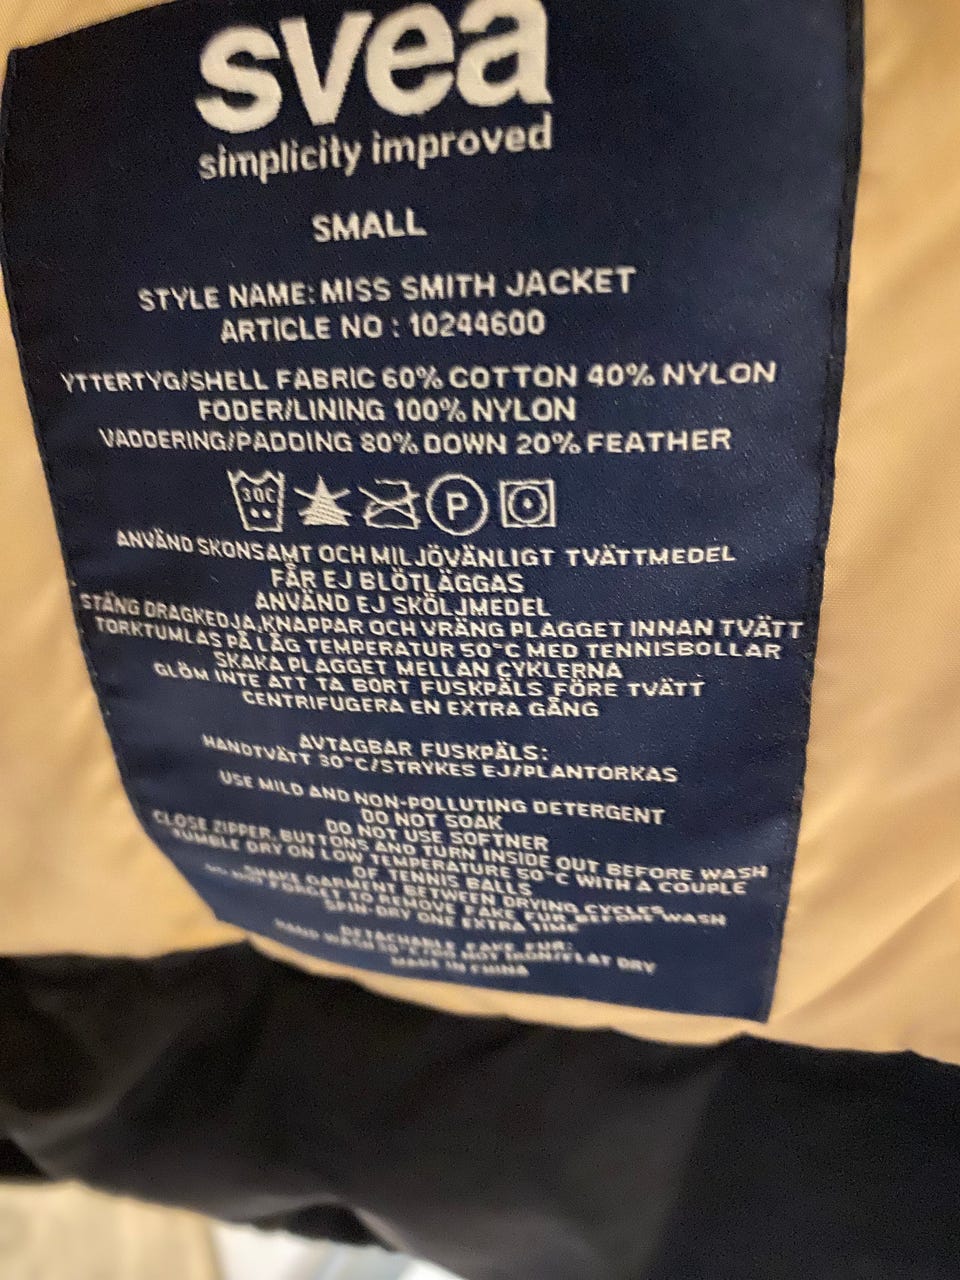 svea
simplicity improved
SMALL
STYLE NAME: MISS SMITH JACKET
ARTICLE NO : 10244600
YTTERTYG/SHELL FABRIC 60% COTTON 40% NYLON
FODER/LINING 100% NYLON
VADDERING/PADDING 80% DOWN 20% FEATHER
30C P
ANVÄND SKONSAMT OCH MILJÖVÄNLIGT TVÄTTMEDEL
FÅR EJ BLÖTLÄGGAS
ANVÄND EJ SKÖLJMEDEL
STÄNG DRAGKEDJA,KNAPPAR OCH VRÄNG PLAGGET INNAN TVÄTT
TORKTUMLAS PÅ LÅG TEMPERATUR 50°C MED TENNISBOLLAR
SKAKA PLAGGET MELLAN CYKLERNA
GLÖM INTE ATT TA BORT FUSKPÄLS FÖRE TVÄTT
CENTRIFUGERA EN EXTRA GÅNG
AVTAGBAR FUSKPÄLS:
HANDTVÄTT 30°C/STRYKES EJ/PLANTORKAS
USE MILD AND NON-POLLUTING DETERGENT
DO NOT SOAK
DO NOT USE SOFTNER
CLOSE ZIPPER, BUTTONS AND TURN INSIDE OUT BEFORE WASH
TUMBLE DRY ON LOW TEMPERATURE 50°C WITH A COUPLE
OF TENNIS BALLS
SHAKE GARMENT BETWEEN DRYING CYCLES
DO NOT FORGET TO REMOVE FAKE FUR BEFORE WASH
SPIN-DRY ONE EXTRA TIME
DETACHABLE FAKE FUR:
HAND WASH 30°C/DO NOT IRON/FLAT DRY
MADE IN CHINA